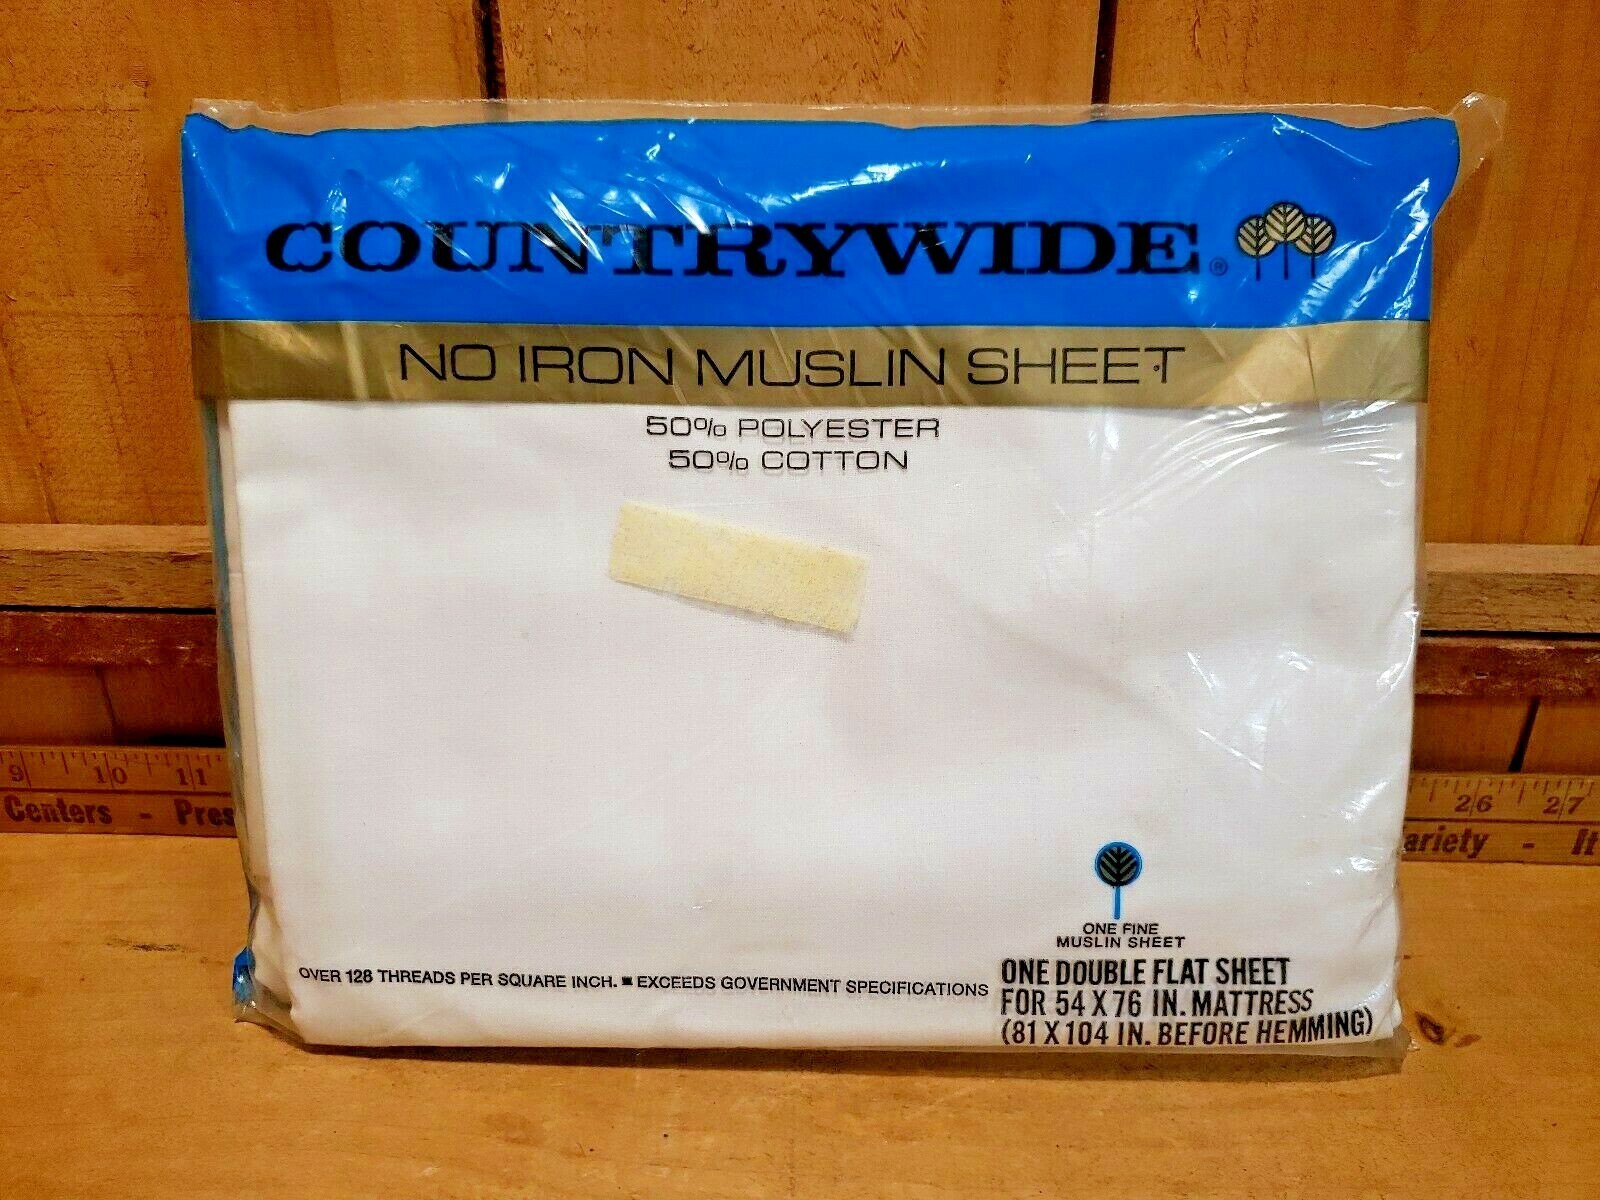 COUNTRYWIDE®
NO IRON MUSLIN SHEET
50% POLYESTER
50% COTTON
9 10 11
Centers - Pres
26 27
ariety - It
ONE FINE
MUSLIN SHEET
OVER 128 THREADS PER SQUARE INCH. ■ EXCEEDS GOVERNMENT SPECIFICATIONS
ONE DOUBLE FLAT SHEET
FOR 54 X 76 IN. MATTRESS
(81 X 104 IN. BEFORE HEMMING)